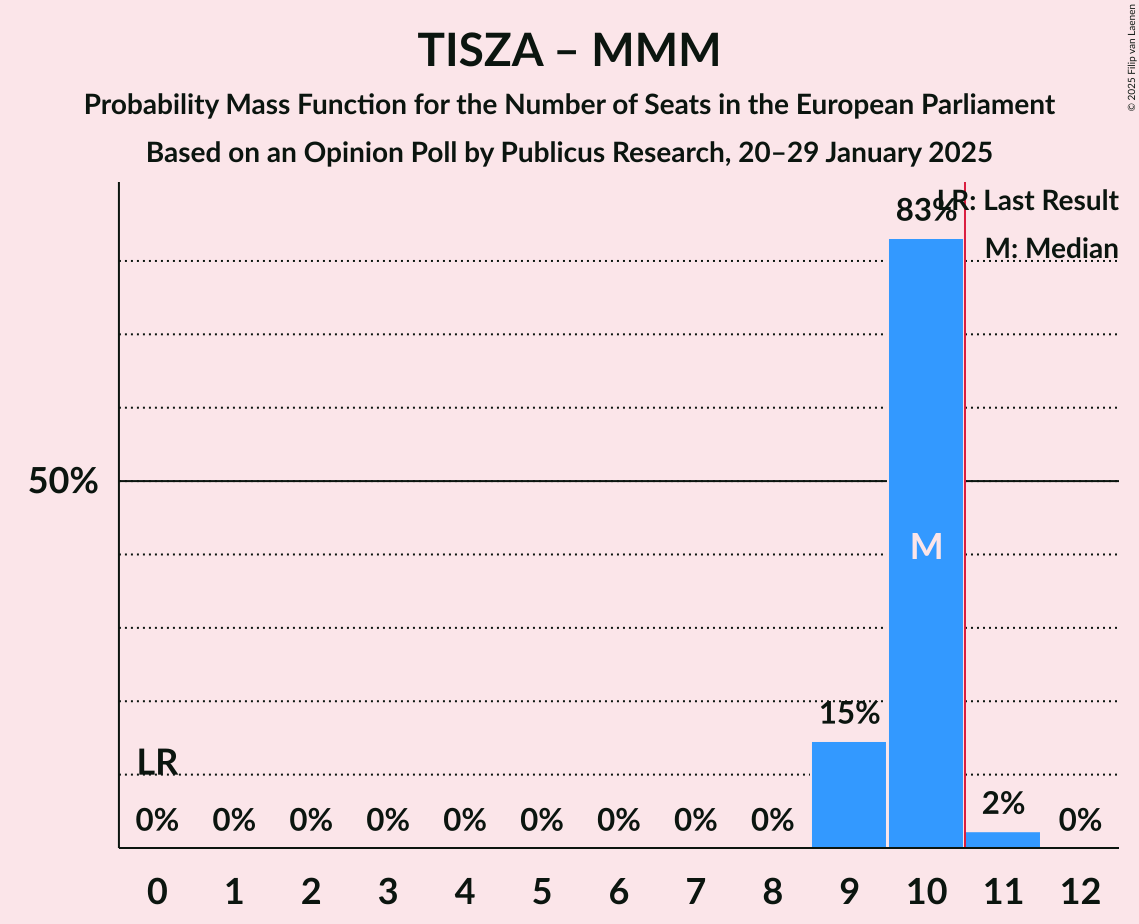 TISZA – MMM
Probability Mass Function for the Number of Seats in the European Parliament
Based on an Opinion Poll by Publicus Research, 20–29 January 2025
© 2025 Filip van Laenen
LR: Last Result
M: Median
83%
50%
M
15%
LR
2%
0% 0% 0% 0% 0% 0% 0% 0% 0% 0%
0 1 2 3 4 5 6 7 8 9 10 11 12